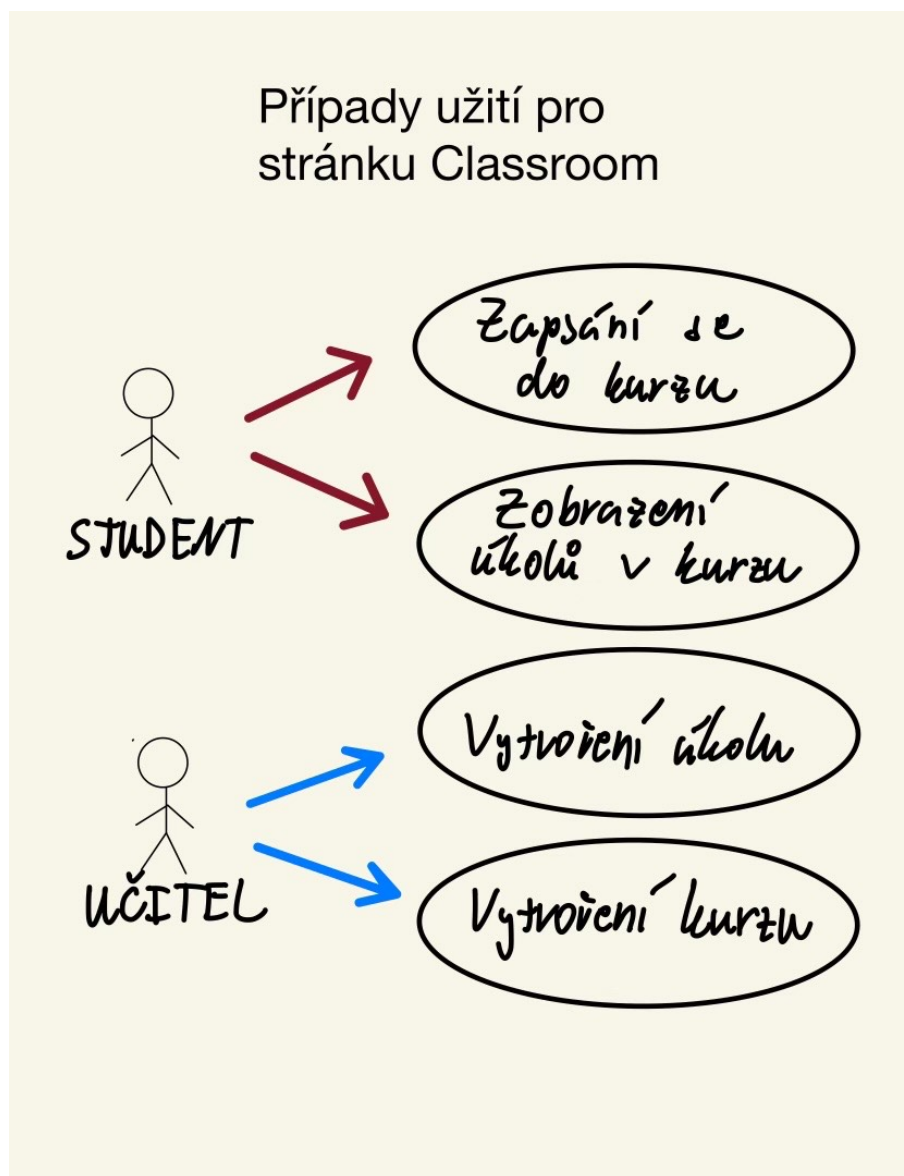 Případy užití pro
stránku Classroom
Zapsání se
do kurzu
STUDENT
Zobrazení
úkolů v kurzu
Vytvoření úkolu
UČITEL
Vytvoření kurzu